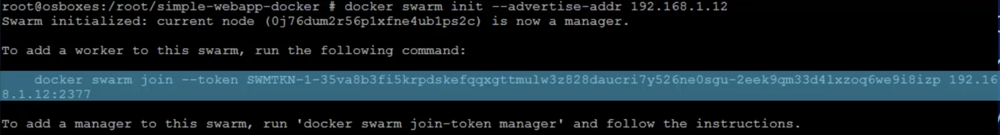 root@osboxes:/root/simple-webapp-docker # docker swarm init --advertise-addr 192.168.1.12
Swarm initialized: current node (0j76dum2r56p1xfne4ub1ps2c) is now a manager.
To add a worker to this swarm, run the following command:
docker swarm join --token SWMTKN-1-35va8b3fi5krpdskefqqxgttmulw3z828daucri7y526ne0sgu-2eek9qm33d4lxzoq6we9i8izp 192.16
8.1.12:2377
To add a manager to this swarm, run 'docker swarm join-token manager' and follow the instructions.